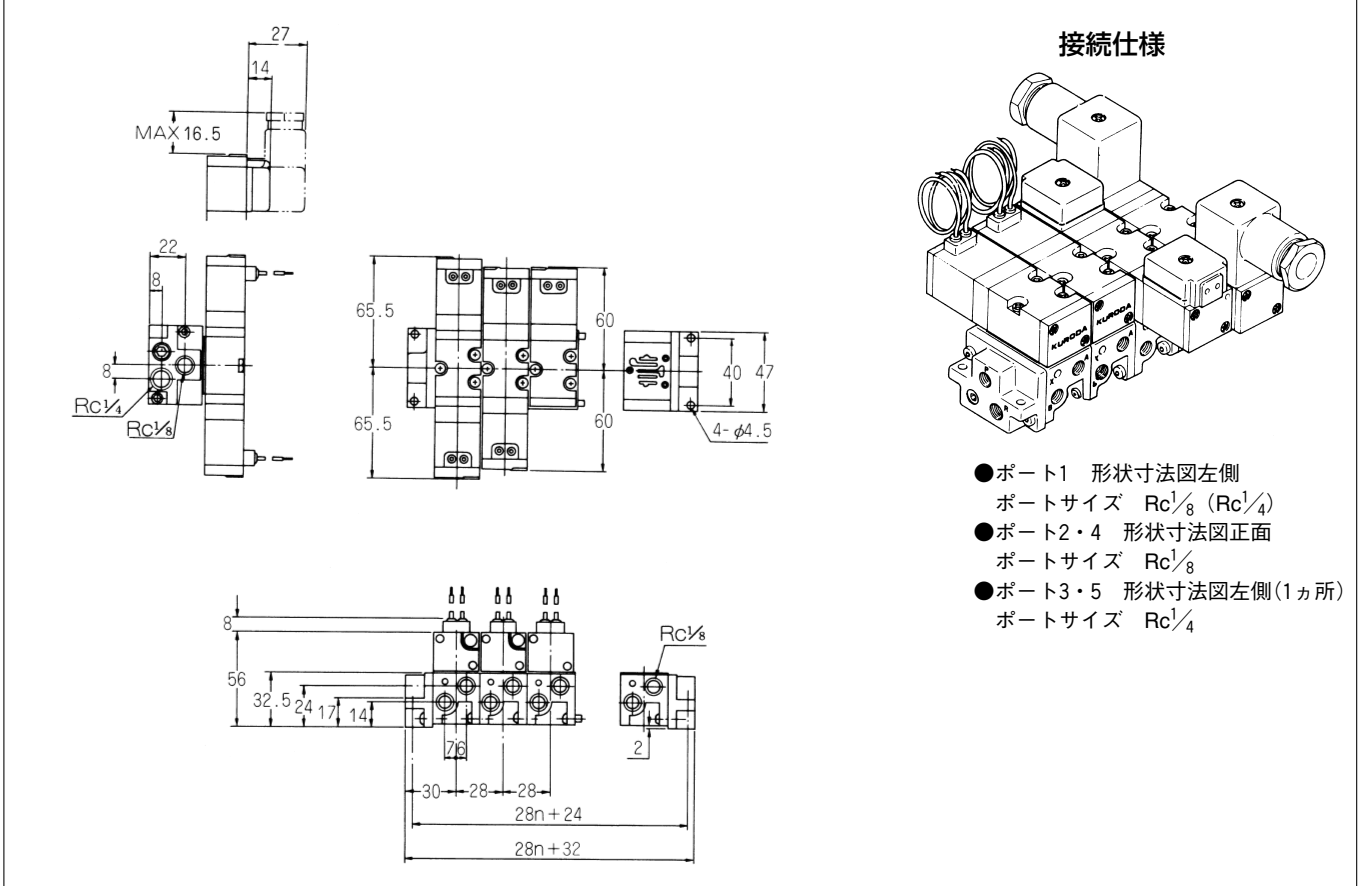 27
14
MAX 16.5
接続仕様
22
8
8
Rc1/4
Rc1/8
65.5
65.5
60
60
40
47
4-φ4.5
KURODA
KURODA
P
R
X
A
B
A
●ポート1 形状寸法図左側
ポートサイズ Rc1/8 (Rc1/4)
●ポート2・4 形状寸法図正面
ポートサイズ Rc1/8
●ポート3・5 形状寸法図左側(1ヵ所)
ポートサイズ Rc1/4
8
56
32.5
24
17
14
Rc1/8
76
2
30
28
28
28n+24
28n+32